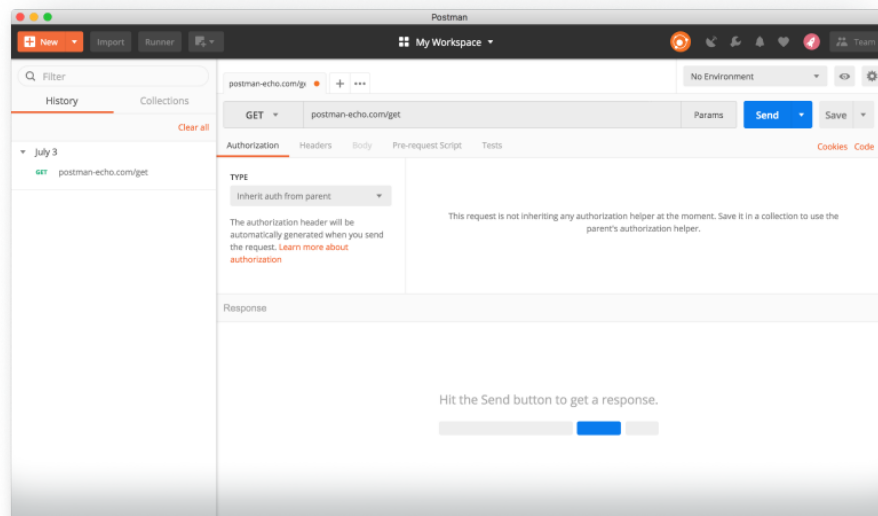 Postman
New Import Runner My Workspace Team
Filter
History Collections
Clear all
July 3
GET postman-echo.com/get
postman-echo.com/ge
No Environment
GET postman-echo.com/get Params Send Save
Authorization Headers Body Pre-request Script Tests Cookies Code
TYPE
Inherit auth from parent
The authorization header will be
automatically generated when you send
the request. Learn more about
authorization
This request is not inheriting any authorization helper at the moment. Save it in a collection to use the
parent's authorization helper.
Response
Hit the Send button to get a response.